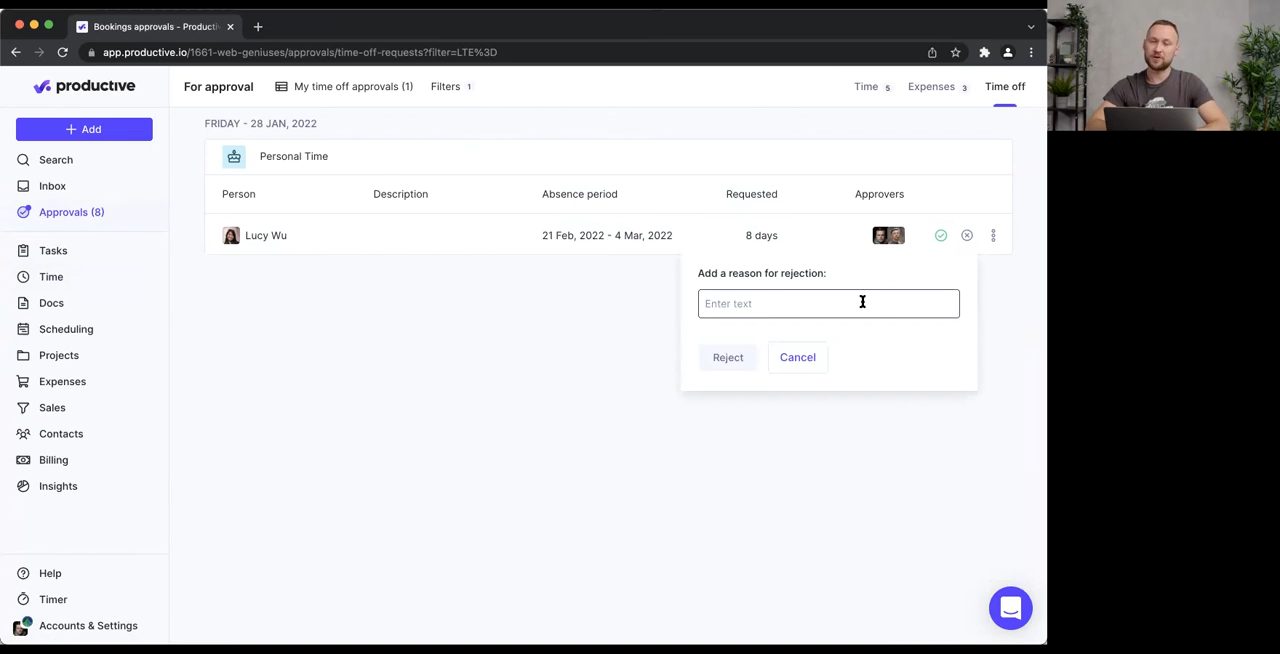 Bookings approvals - Producti
app.productive.io/1661-web-geniuses/approvals/time-off-requests?filter=LTE%3D
productive
For approval
My time off approvals (1)
Filters 1
Time 5
Expenses 3
Time off
Add
Search
Inbox
Approvals (8)
Tasks
Time
Docs
Scheduling
Projects
Expenses
Sales
Contacts
Billing
Insights
Help
Timer
Accounts & Settings
FRIDAY - 28 JAN, 2022
Personal Time
Person Description Absence period Requested Approvers
Lucy Wu 21 Feb, 2022 - 4 Mar, 2022 8 days
Add a reason for rejection:
Enter text
Reject Cancel